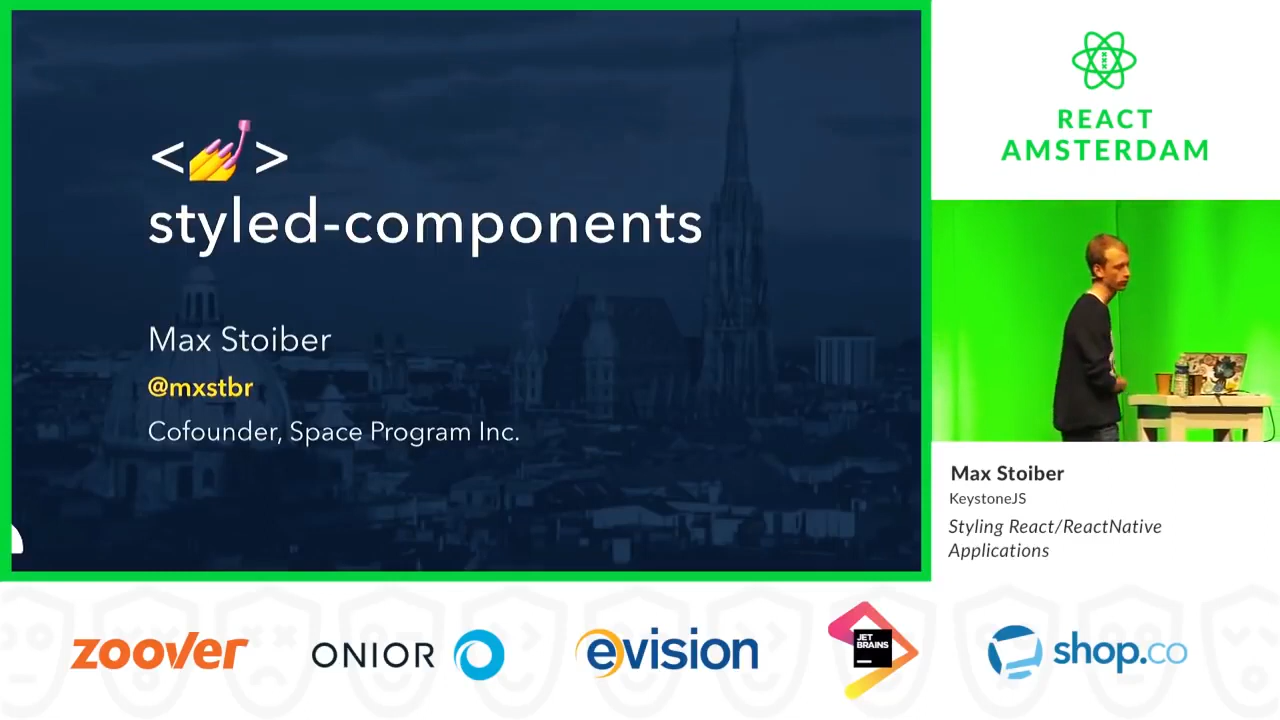 <💅>
styled-components
Max Stoiber
@mxstbr
Cofounder, Space Program Inc.
REACT
AMSTERDAM
Max Stoiber
KeystoneJS
Styling React/ReactNative
Applications
zoover
ONIOR
evision
JET
BRAINS
shop.co